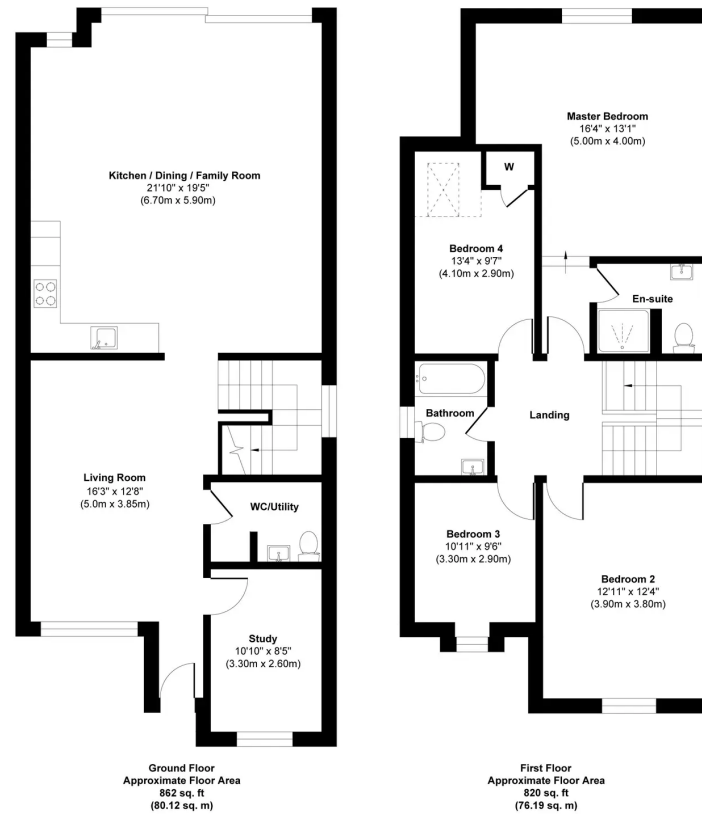 Kitchen / Dining / Family Room
21'10" x 19'5"
(6.70m x 5.90m)
Living Room
16'3" x 12'8"
(5.0m x 3.85m)
WC/Utility
Study
10'10" x 8'5"
(3.30m x 2.60m)
Ground Floor
Approximate Floor Area
862 sq. ft
(80.12 sq. m)
Master Bedroom
16'4" x 13'1"
(5.00m x 4.00m)
W
Bedroom 4
13'4" x 9'7"
(4.10m x 2.90m)
En-suite
Bathroom
Landing
Bedroom 3
10'11" x 9'6"
(3.30m x 2.90m)
Bedroom 2
12'11" x 12'4"
(3.90m x 3.80m)
First Floor
Approximate Floor Area
820 sq. ft
(76.19 sq. m)